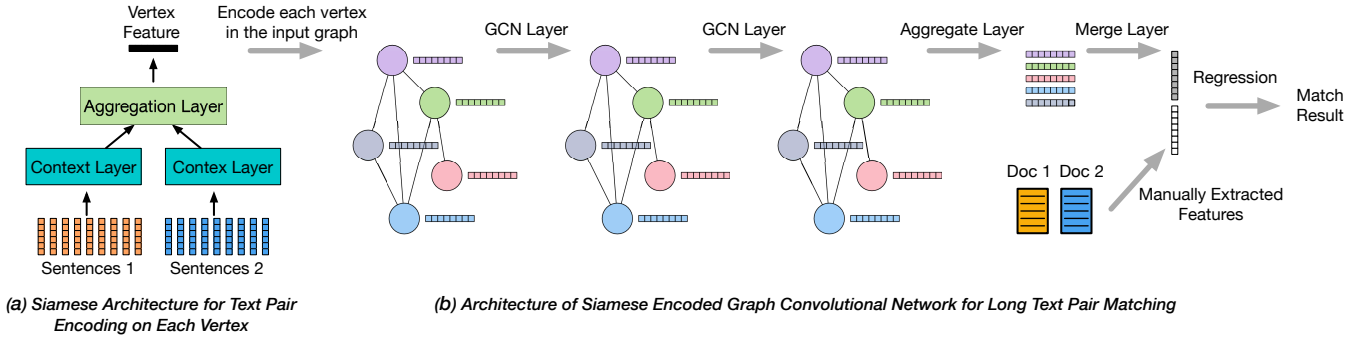 Vertex
Feature
Aggregation Layer
Context Layer
Contex Layer
Sentences 1
Sentences 2
(a) Siamese Architecture for Text Pair
Encoding on Each Vertex
Encode each vertex
in the input graph
GCN Layer
GCN Layer
Aggregate Layer
Merge Layer
Regression
Match
Result
Doc 1
Doc 2
Manually Extracted
Features
(b) Architecture of Siamese Encoded Graph Convolutional Network for Long Text Pair Matching